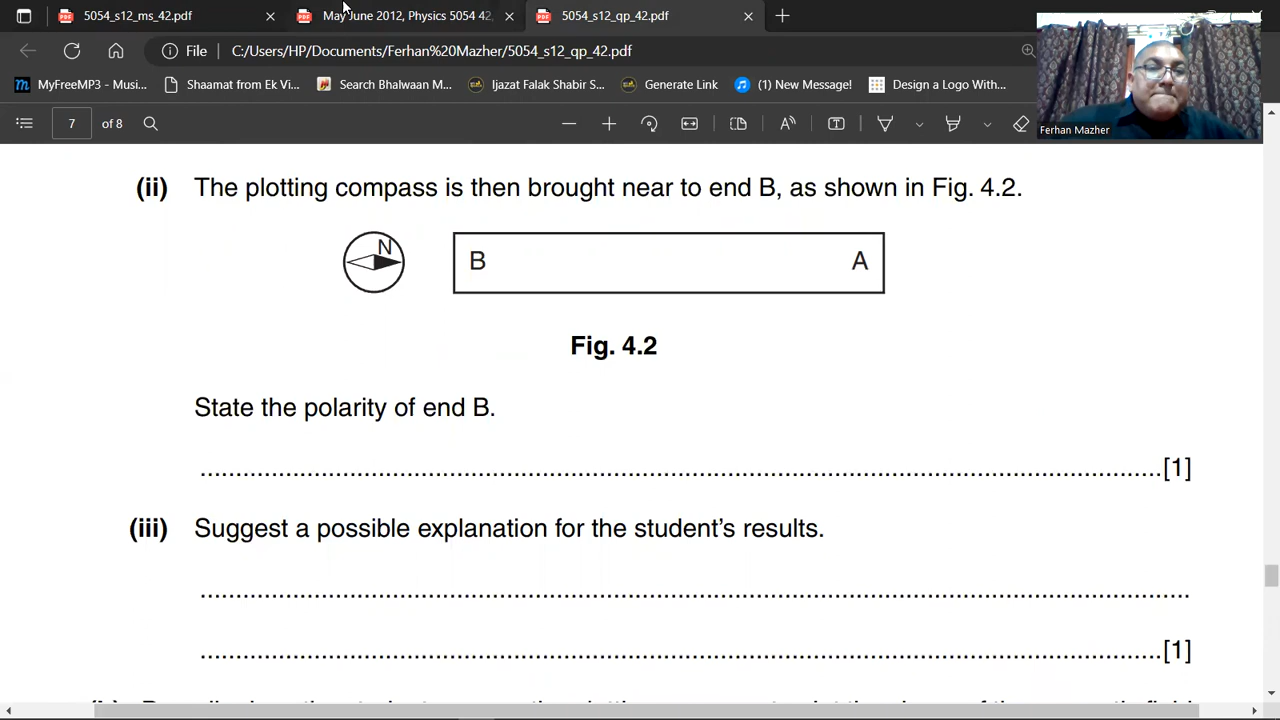 5054_s12_ms_42.pdf
May June 2012, Physics 5054 42,
5054_s12_qp_42.pdf
File
C:/Users/HP/Documents/Ferhan%20Mazher/5054_s12_qp_42.pdf
MyFreeMP3 - Musi...
Shaamat from Ek Vi...
Search Bhalwaan M...
Ijazat Falak Shabir S...
Generate Link
(1) New Message!
Design a Logo With...
Ferhan Mazher
7 of 8
(ii) The plotting compass is then brought near to end B, as shown in Fig. 4.2.
N
B A
Fig. 4.2
State the polarity of end B.
[1]
(iii) Suggest a possible explanation for the student’s results.
[1]